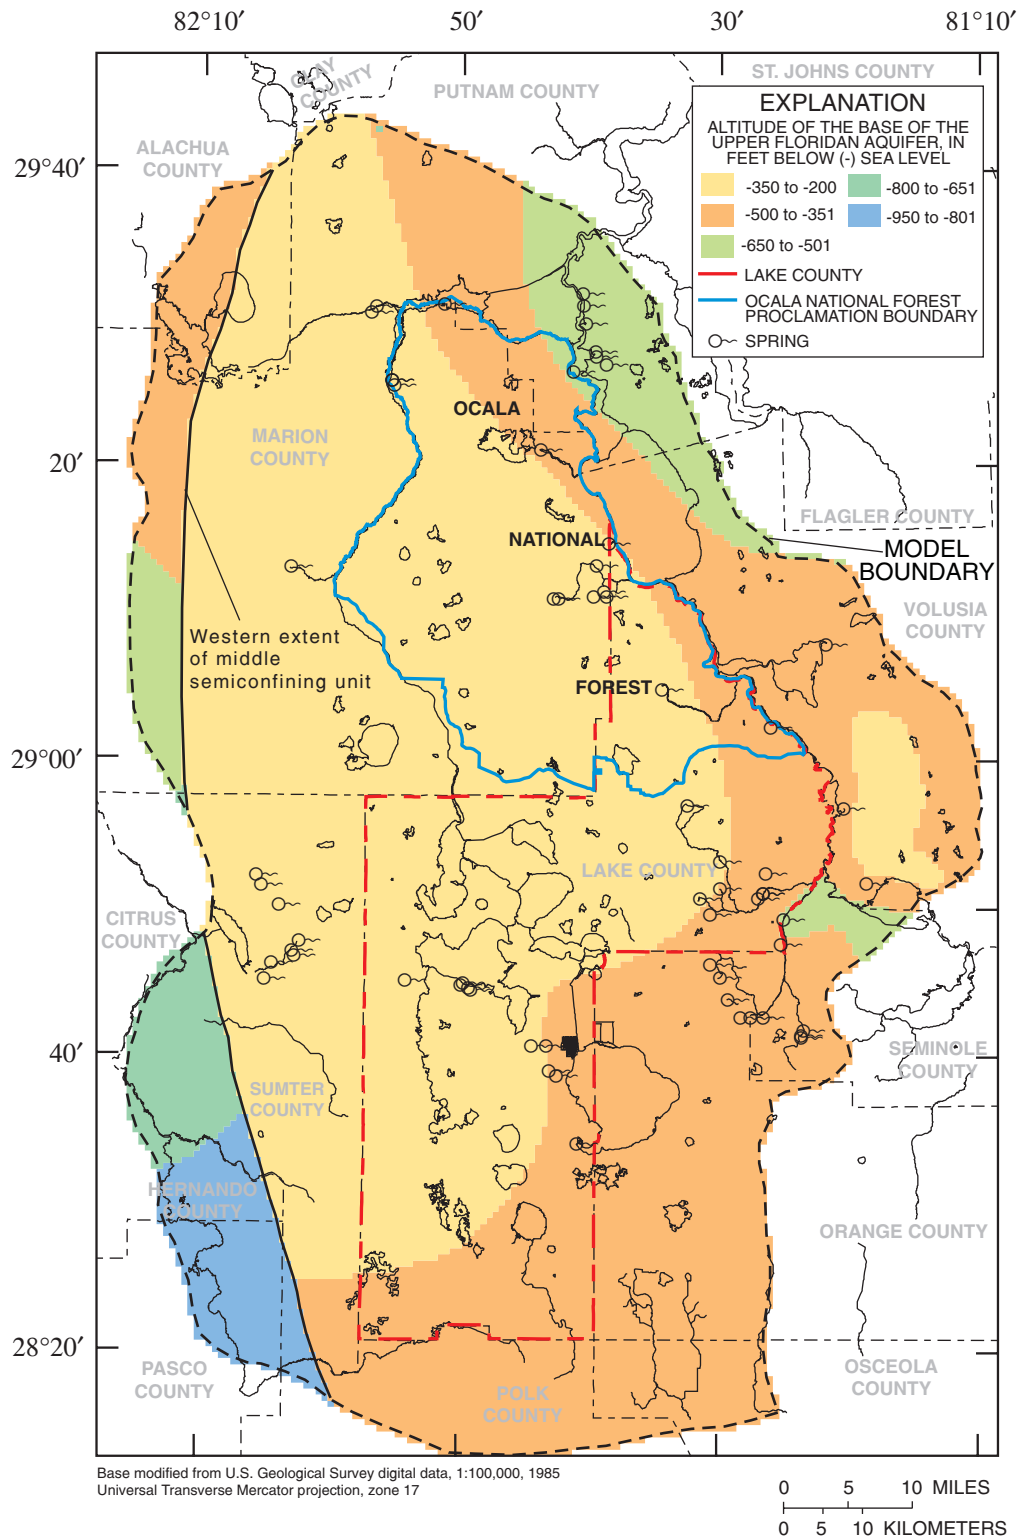 82°10′ 50′ 30′ 81°10′
CLAY
COUNTY
PUTNAM COUNTY
ST. JOHNS COUNTY
ALACHUA
COUNTY
29°40′
EXPLANATION
ALTITUDE OF THE BASE OF THE
UPPER FLORIDAN AQUIFER, IN
FEET BELOW (-) SEA LEVEL
-350 to -200
-800 to -651
-500 to -351
-950 to -801
-650 to -501
LAKE COUNTY
OCALA NATIONAL FOREST
PROCLAMATION BOUNDARY
SPRING
OCALA
MARION
COUNTY
20′
FLAGLER COUNTY
NATIONAL
MODEL
BOUNDARY
VOLUSIA
COUNTY
Western extent
of middle
semiconfining unit
FOREST
29°00′
LAKE COUNTY
CITRUS
COUNTY
40′
SEMINOLE
COUNTY
SUMTER
COUNTY
HERNANDO
COUNTY
ORANGE COUNTY
28°20′
PASCO
COUNTY
OSCEOLA
COUNTY
POLK
COUNTY
Base modified from U.S. Geological Survey digital data, 1:100,000, 1985
Universal Transverse Mercator projection, zone 17
0 5 10 MILES
0 5 10 KILOMETERS